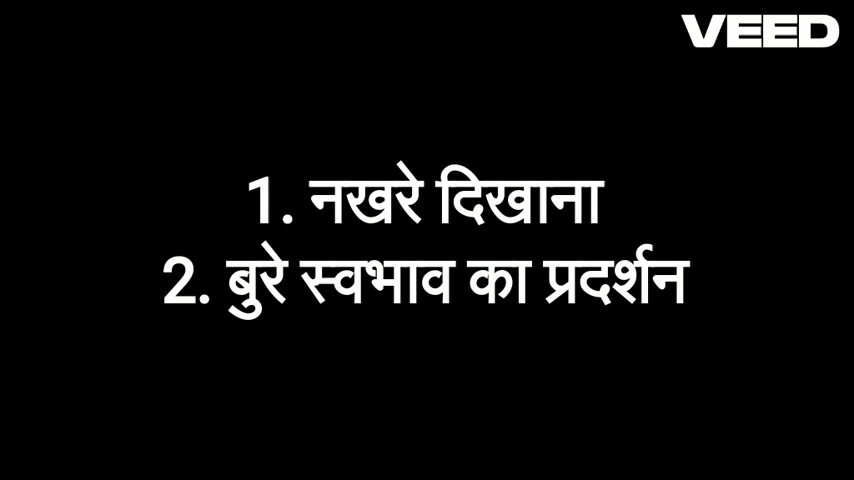 VEED
1. नखरे दिखाना
2. बुरे स्वभाव का प्रदर्शन